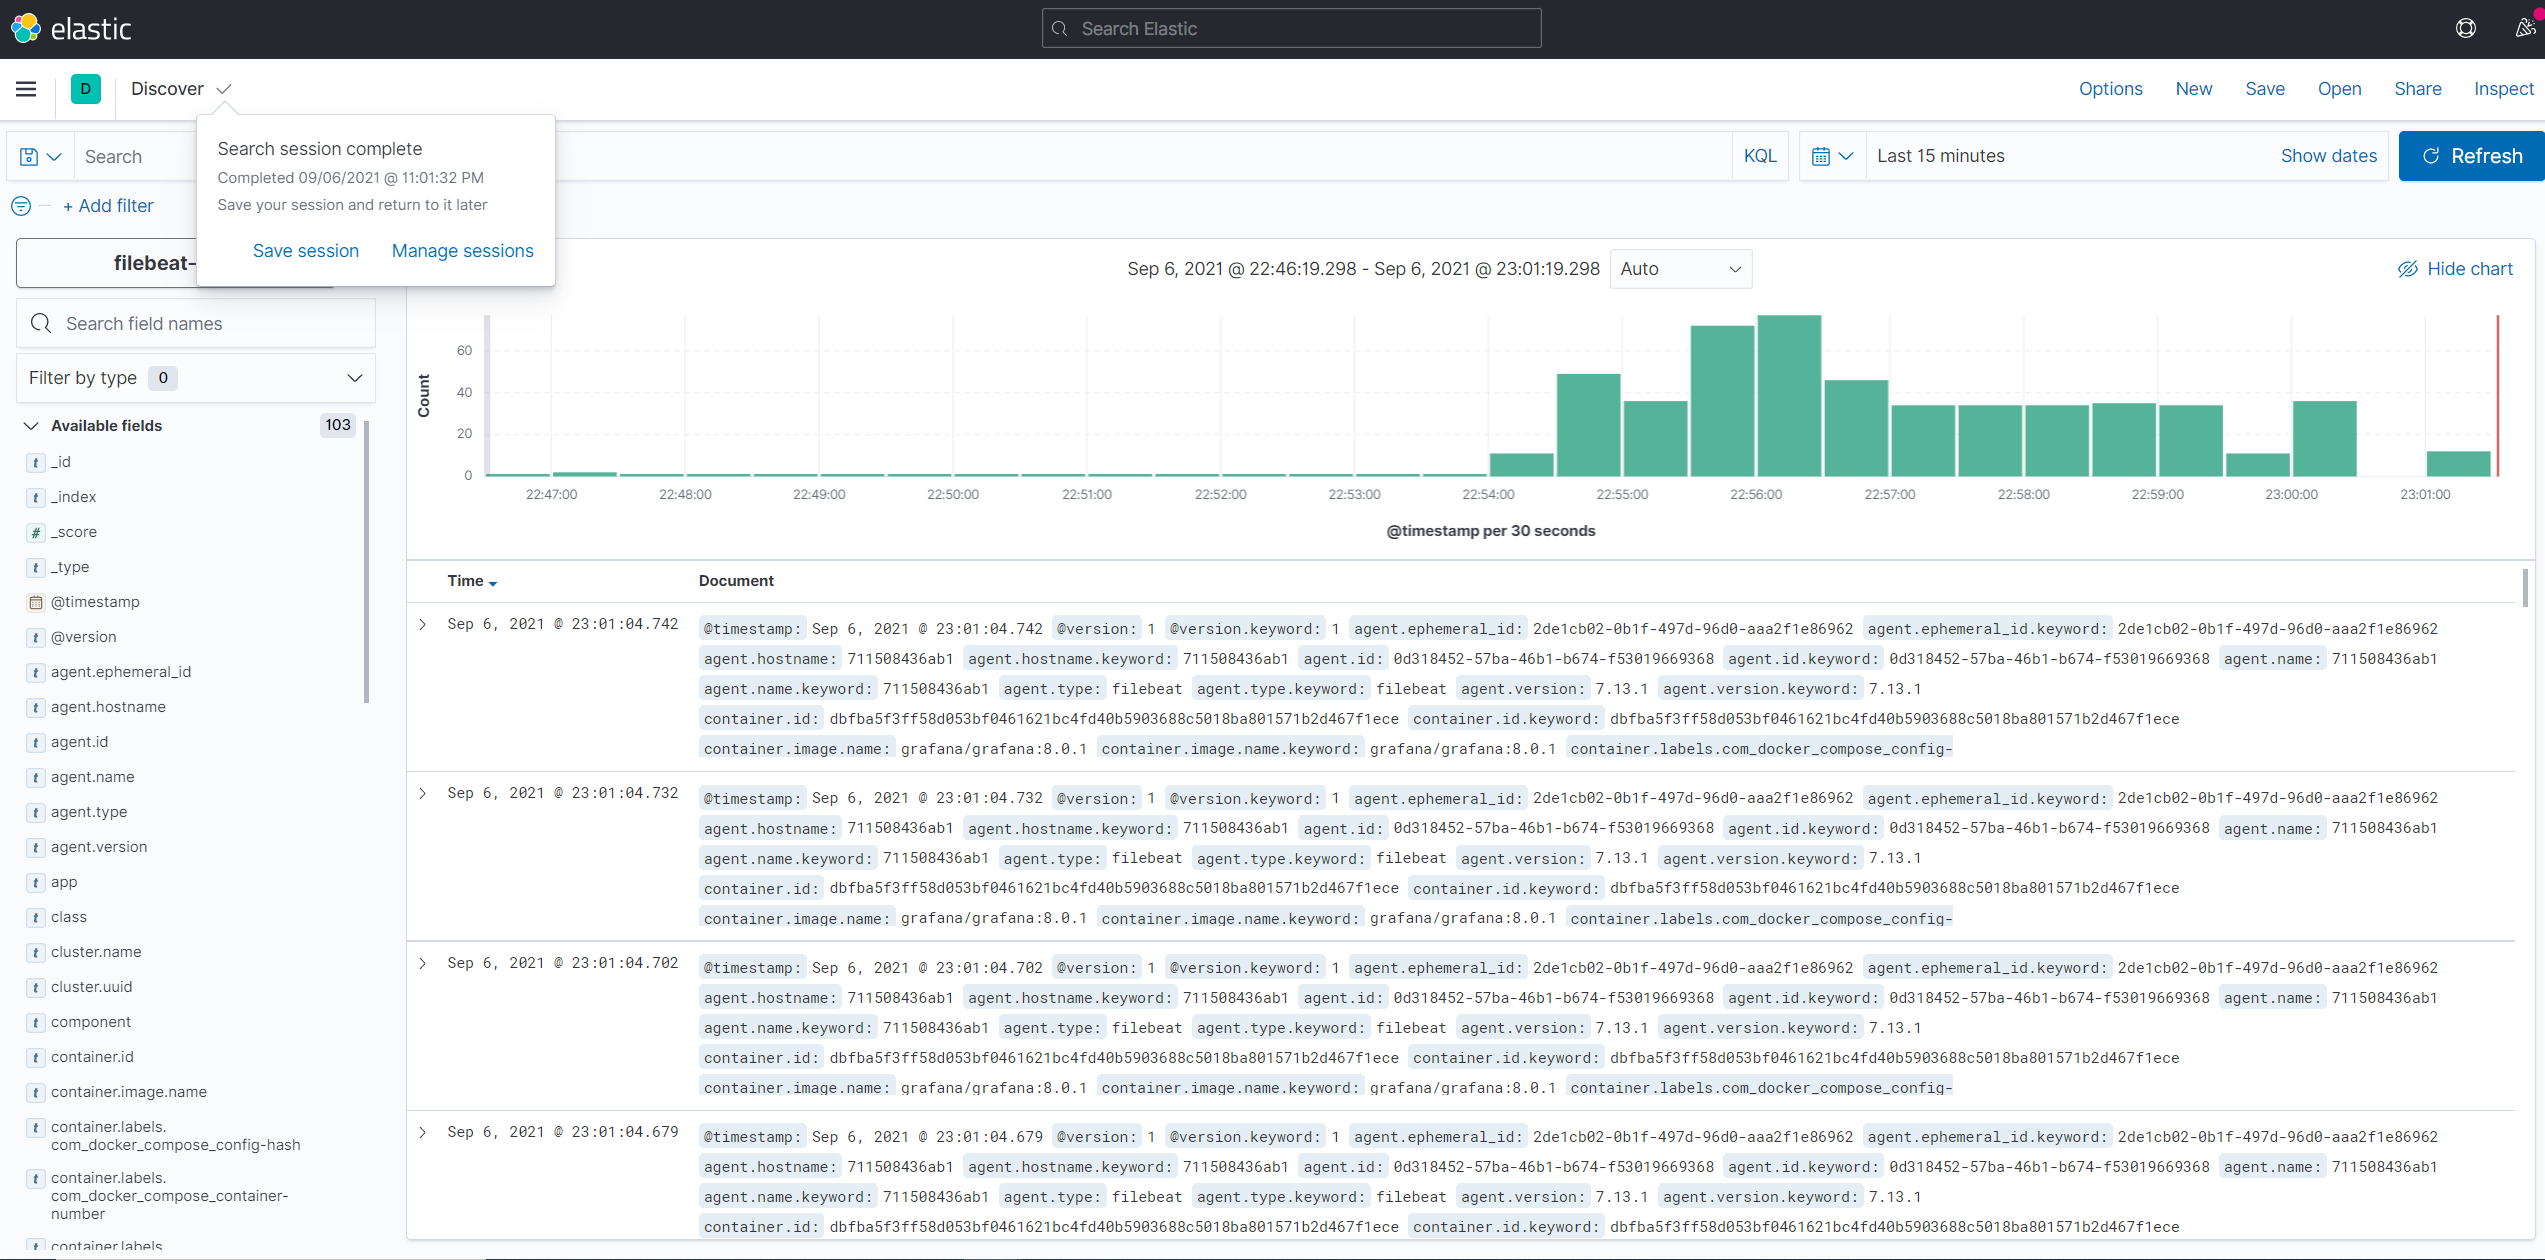 elastic
Search Elastic
D
Discover
Options New Save Open Share Inspect
Search session complete
Completed 09/06/2021 @ 11:01:32 PM
Save your session and return to it later
Save session Manage sessions
Search
KQL
Last 15 minutes
Show dates
Refresh
+ Add filter
filebeat-
Search field names
Filter by type 0
Available fields 103
t _id
t _index
# _score
t _type
@timestamp
t @version
t agent.ephemeral_id
t agent.hostname
t agent.id
t agent.name
t agent.type
t agent.version
t app
t class
t cluster.name
t cluster.uuid
t component
t container.id
t container.image.name
t container.labels.
com_docker_compose_config-hash
t container.labels.
com_docker_compose_container-
number
t container.labels.
Sep 6, 2021 @ 22:46:19.298 - Sep 6, 2021 @ 23:01:19.298
Auto
Hide chart
Count
60
40
20
0
22:47:00 22:48:00 22:49:00 22:50:00 22:51:00 22:52:00 22:53:00 22:54:00 22:55:00 22:56:00 22:57:00 22:58:00 22:59:00 23:00:00 23:01:00
@timestamp per 30 seconds
Time Document
Sep 6, 2021 @ 23:01:04.742
@timestamp: Sep 6, 2021 @ 23:01:04.742 @version: 1 @version.keyword: 1 agent.ephemeral_id: 2de1cb02-0b1f-497d-96d0-aaa2f1e86962 agent.ephemeral_id.keyword: 2de1cb02-0b1f-497d-96d0-aaa2f1e86962
agent.hostname: 711508436ab1 agent.hostname.keyword: 711508436ab1 agent.id: 0d318452-57ba-46b1-b674-f53019669368 agent.id.keyword: 0d318452-57ba-46b1-b674-f53019669368 agent.name: 711508436ab1
agent.name.keyword: 711508436ab1 agent.type: filebeat agent.type.keyword: filebeat agent.version: 7.13.1 agent.version.keyword: 7.13.1
container.id: dbfba5f3ff58d053bf0461621bc4fd40b5903688c5018ba801571b2d467f1ece container.id.keyword: dbfba5f3ff58d053bf0461621bc4fd40b5903688c5018ba801571b2d467f1ece
container.image.name: grafana/grafana:8.0.1 container.image.name.keyword: grafana/grafana:8.0.1 container.labels.com_docker_compose_config-
Sep 6, 2021 @ 23:01:04.732
@timestamp: Sep 6, 2021 @ 23:01:04.732 @version: 1 @version.keyword: 1 agent.ephemeral_id: 2de1cb02-0b1f-497d-96d0-aaa2f1e86962 agent.ephemeral_id.keyword: 2de1cb02-0b1f-497d-96d0-aaa2f1e86962
agent.hostname: 711508436ab1 agent.hostname.keyword: 711508436ab1 agent.id: 0d318452-57ba-46b1-b674-f53019669368 agent.id.keyword: 0d318452-57ba-46b1-b674-f53019669368 agent.name: 711508436ab1
agent.name.keyword: 711508436ab1 agent.type: filebeat agent.type.keyword: filebeat agent.version: 7.13.1 agent.version.keyword: 7.13.1
container.id: dbfba5f3ff58d053bf0461621bc4fd40b5903688c5018ba801571b2d467f1ece container.id.keyword: dbfba5f3ff58d053bf0461621bc4fd40b5903688c5018ba801571b2d467f1ece
container.image.name: grafana/grafana:8.0.1 container.image.name.keyword: grafana/grafana:8.0.1 container.labels.com_docker_compose_config-
Sep 6, 2021 @ 23:01:04.702
@timestamp: Sep 6, 2021 @ 23:01:04.702 @version: 1 @version.keyword: 1 agent.ephemeral_id: 2de1cb02-0b1f-497d-96d0-aaa2f1e86962 agent.ephemeral_id.keyword: 2de1cb02-0b1f-497d-96d0-aaa2f1e86962
agent.hostname: 711508436ab1 agent.hostname.keyword: 711508436ab1 agent.id: 0d318452-57ba-46b1-b674-f53019669368 agent.id.keyword: 0d318452-57ba-46b1-b674-f53019669368 agent.name: 711508436ab1
agent.name.keyword: 711508436ab1 agent.type: filebeat agent.type.keyword: filebeat agent.version: 7.13.1 agent.version.keyword: 7.13.1
container.id: dbfba5f3ff58d053bf0461621bc4fd40b5903688c5018ba801571b2d467f1ece container.id.keyword: dbfba5f3ff58d053bf0461621bc4fd40b5903688c5018ba801571b2d467f1ece
container.image.name: grafana/grafana:8.0.1 container.image.name.keyword: grafana/grafana:8.0.1 container.labels.com_docker_compose_config-
Sep 6, 2021 @ 23:01:04.679
@timestamp: Sep 6, 2021 @ 23:01:04.679 @version: 1 @version.keyword: 1 agent.ephemeral_id: 2de1cb02-0b1f-497d-96d0-aaa2f1e86962 agent.ephemeral_id.keyword: 2de1cb02-0b1f-497d-96d0-aaa2f1e86962
agent.hostname: 711508436ab1 agent.hostname.keyword: 711508436ab1 agent.id: 0d318452-57ba-46b1-b674-f53019669368 agent.id.keyword: 0d318452-57ba-46b1-b674-f53019669368 agent.name: 711508436ab1
agent.name.keyword: 711508436ab1 agent.type: filebeat agent.type.keyword: filebeat agent.version: 7.13.1 agent.version.keyword: 7.13.1
container.id: dbfba5f3ff58d053bf0461621bc4fd40b5903688c5018ba801571b2d467f1ece container.id.keyword: dbfba5f3ff58d053bf0461621bc4fd40b5903688c5018ba801571b2d467f1ece